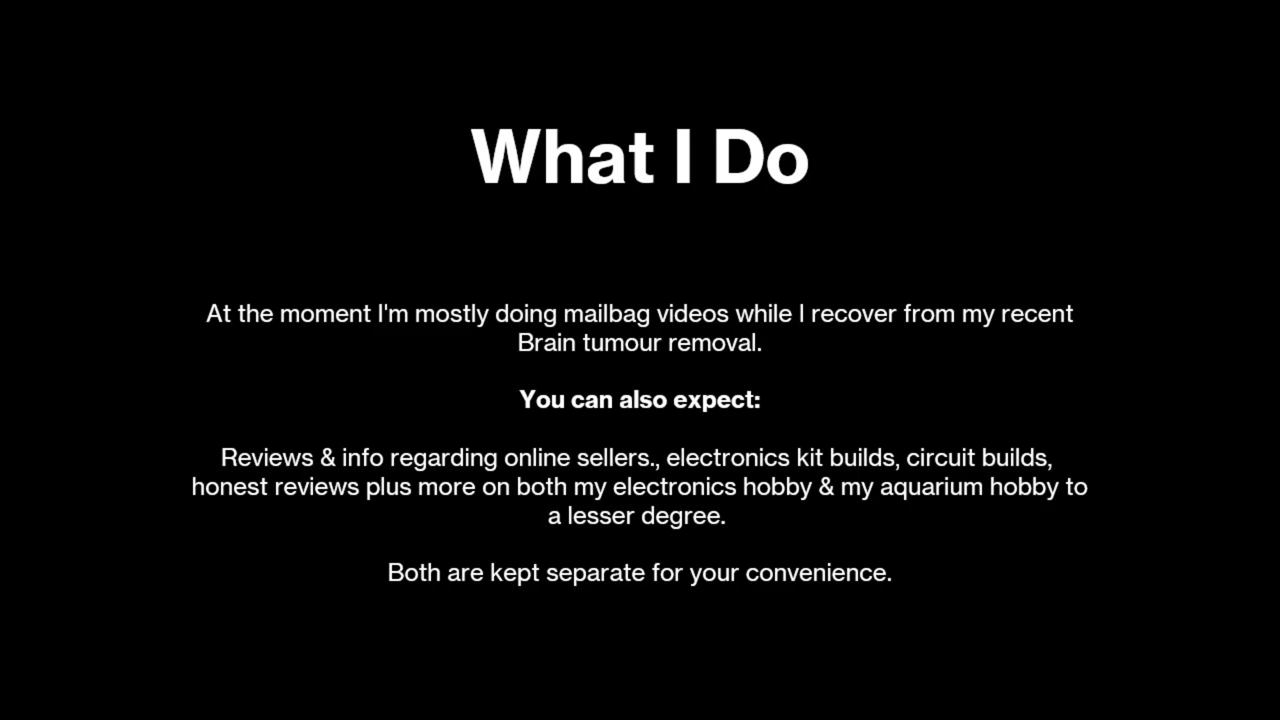 What I Do
At the moment I'm mostly doing mailbag videos while I recover from my recent
Brain tumour removal.
You can also expect:
Reviews & info regarding online sellers., electronics kit builds, circuit builds,
honest reviews plus more on both my electronics hobby & my aquarium hobby to
a lesser degree.
Both are kept separate for your convenience.